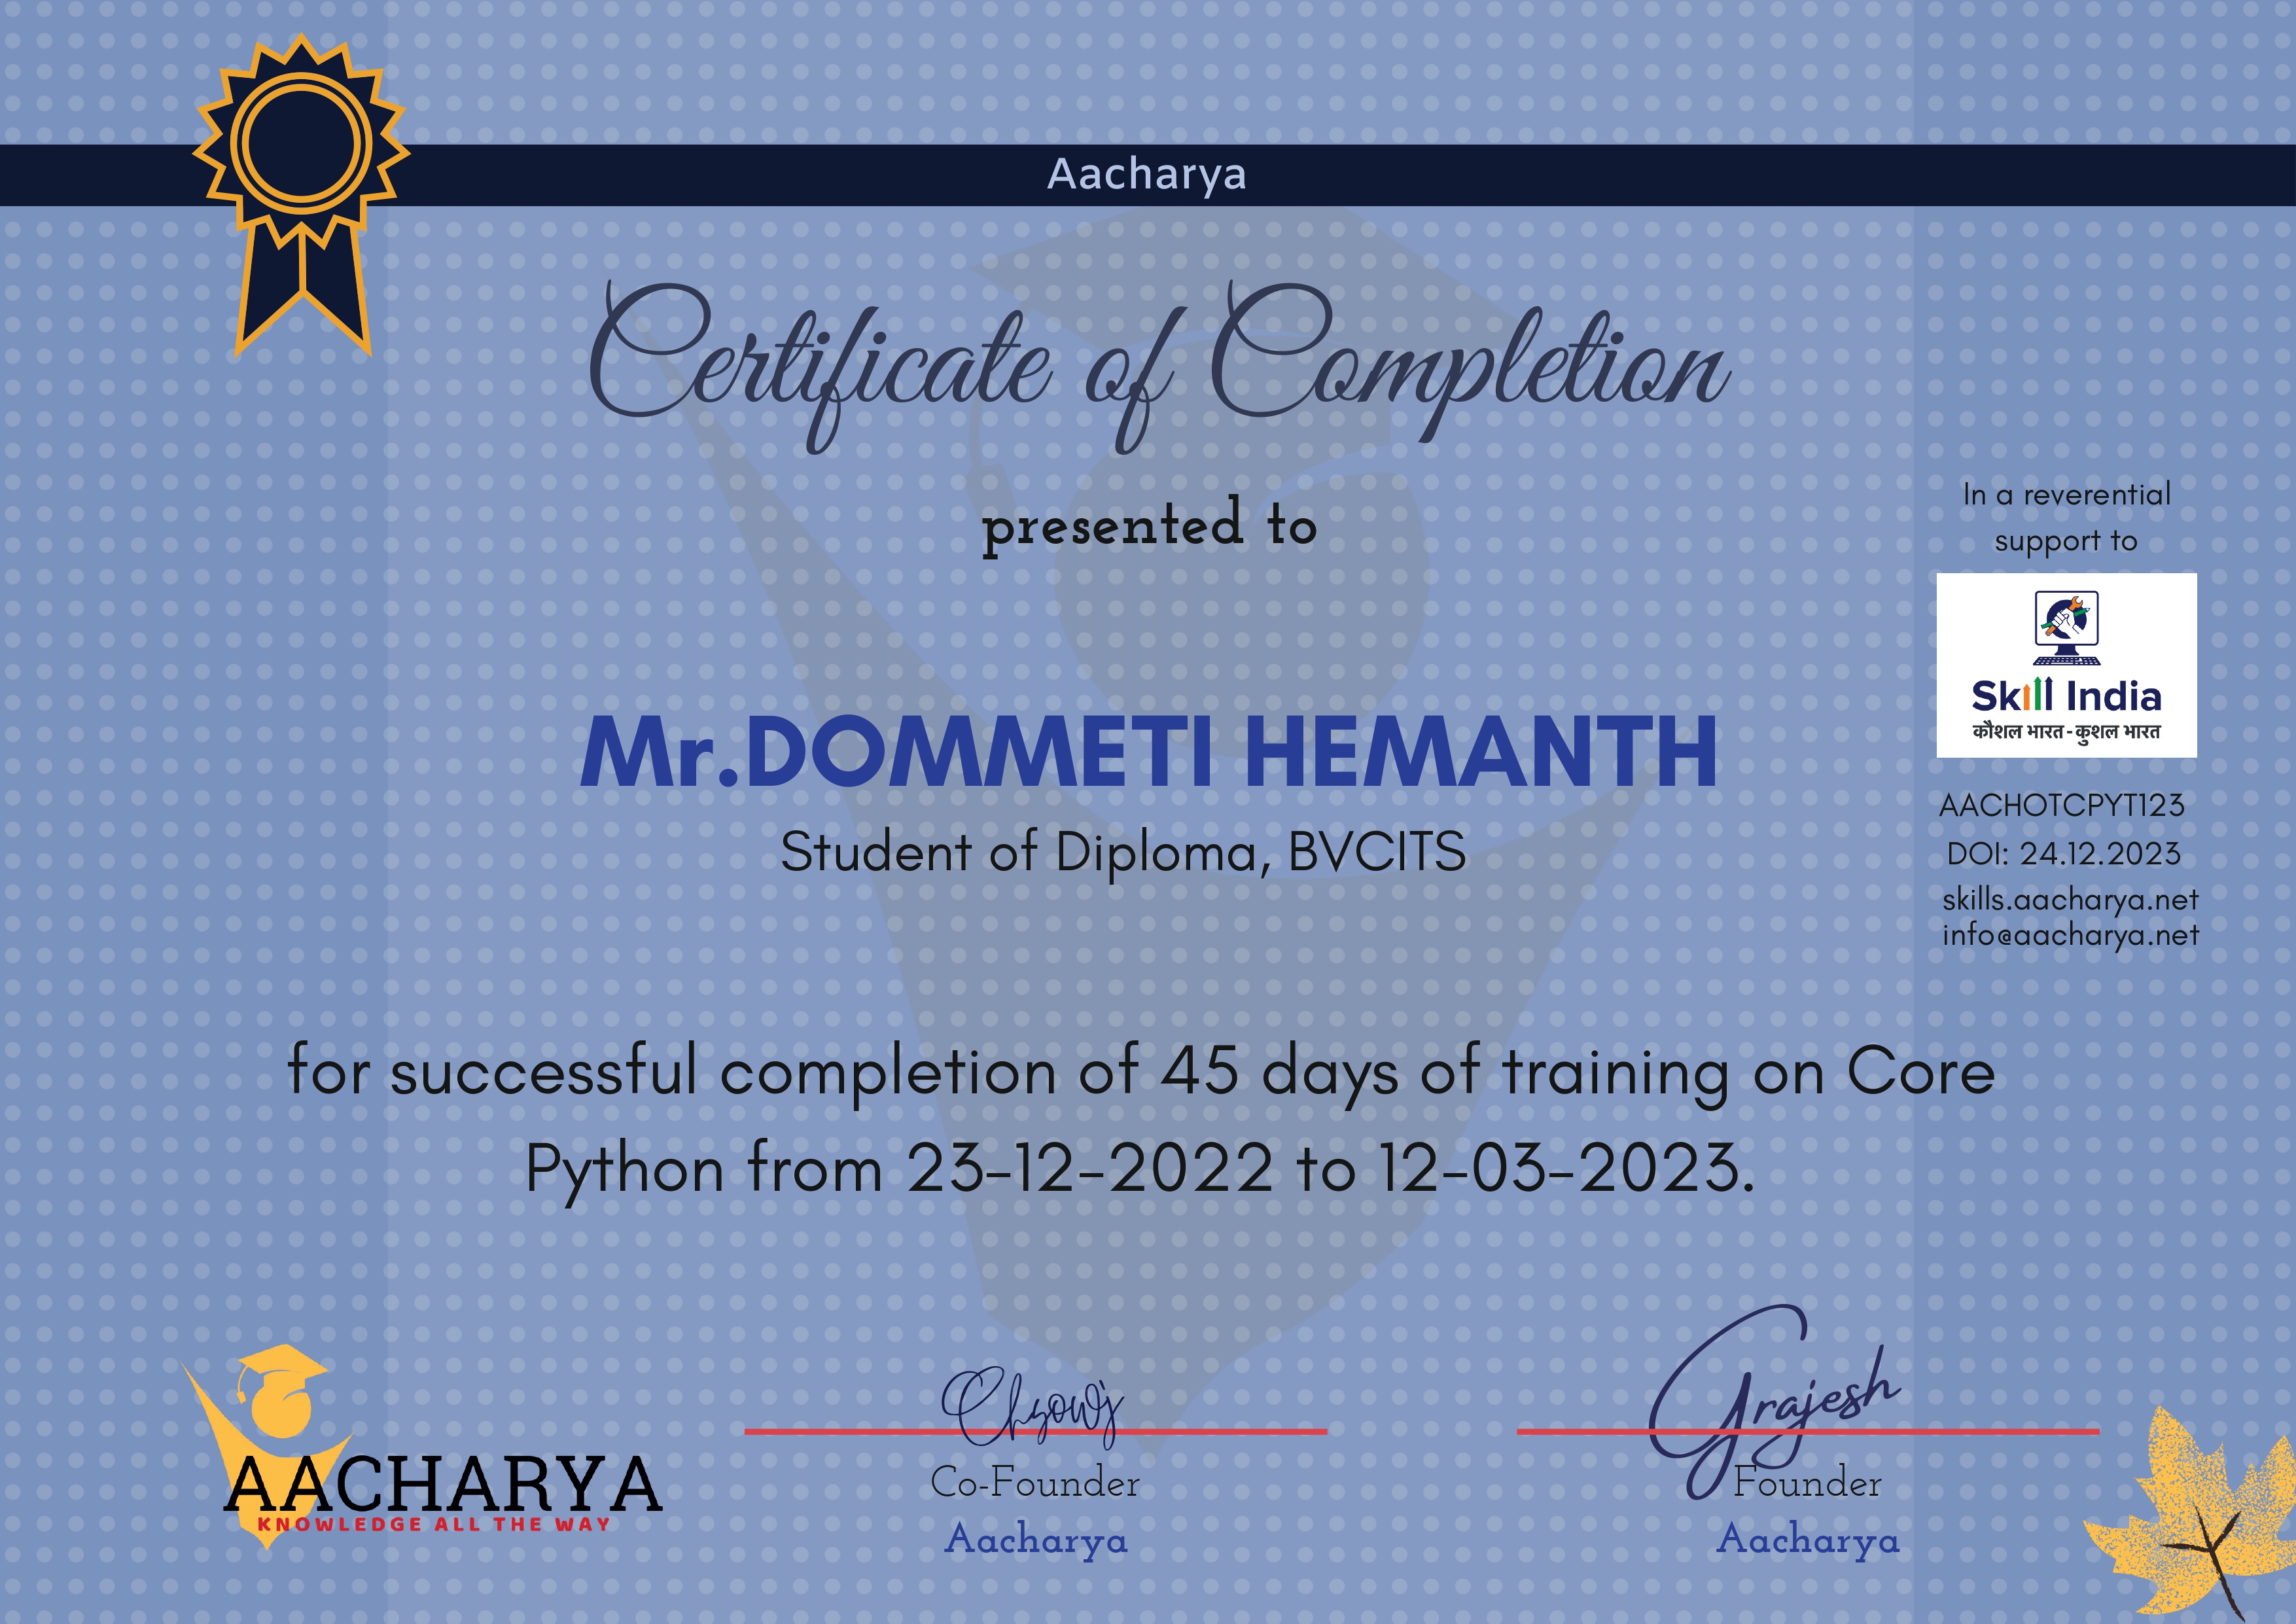 Aacharya
Certificate of Completion
presented to
In a reverential
support to
Skill India
कौशल भारत - कुशल भारत
Mr.DOMMETI HEMANTH
Student of Diploma, BVCITS
AACHOTCPYT123
DOI: 24.12.2023
skills.aacharya.net
info@aacharya.net
for successful completion of 45 days of training on Core
Python from 23-12-2022 to 12-03-2023.
AACHARYA
KNOWLEDGE ALL THE WAY
Co-Founder
Aacharya
Grajesh
Founder
Aacharya